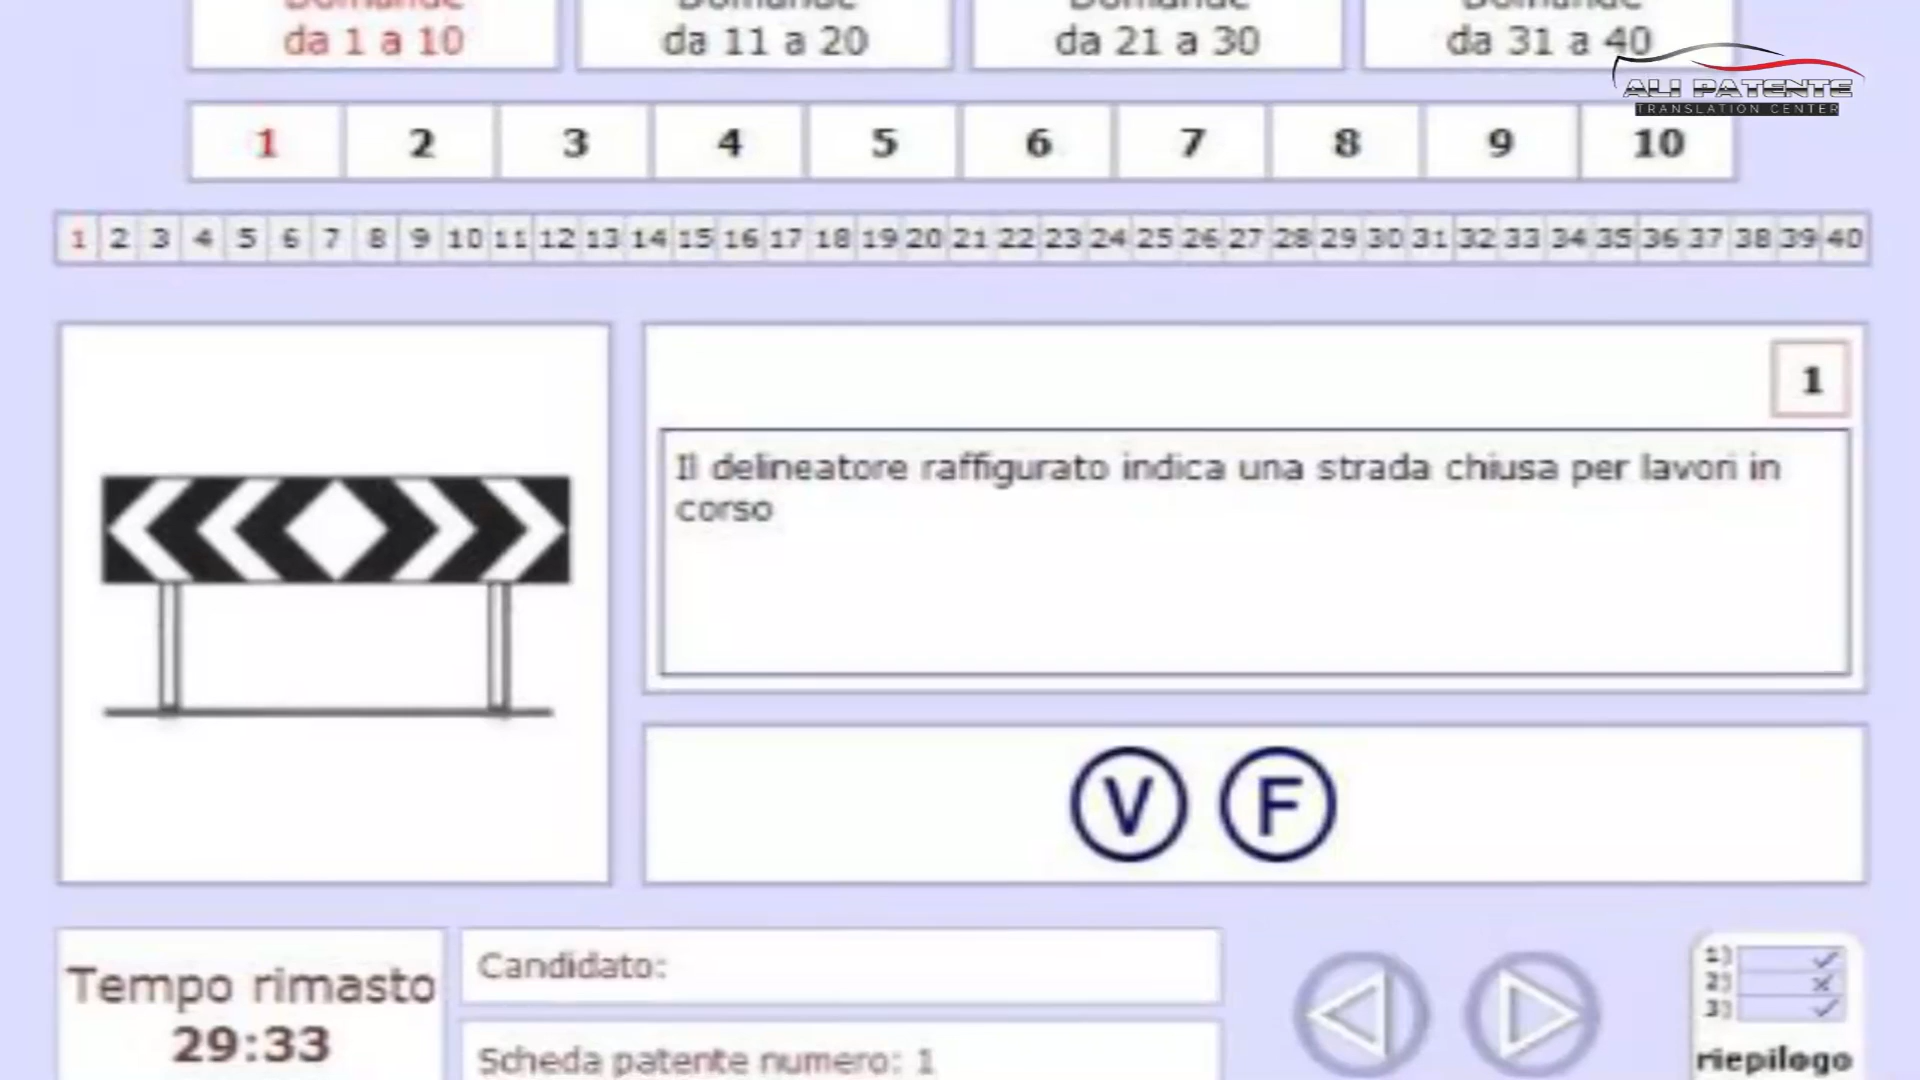 Domande Domande Domande Domande
da 1 a 10 da 11 a 20 da 21 a 30 da 31 a 40
ALI PATENTE
TRANSLATION CENTER
1 2 3 4 5 6 7 8 9 10
1 2 3 4 5 6 7 8 9 10 11 12 13 14 15 16 17 18 19 20 21 22 23 24 25 26 27 28 29 30 31 32 33 34 35 36 37 38 39 40
1
Il delineatore raffigurato indica una strada chiusa per lavori in
corso
V F
Tempo rimasto
29:33
Candidato:
Scheda patente numero: 1
1)
2)
3)
riepilogo